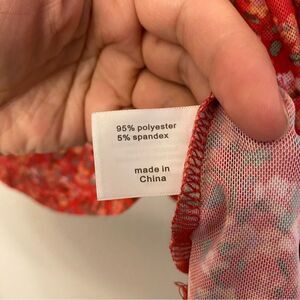 95% polyester
5% spandex
made in
China